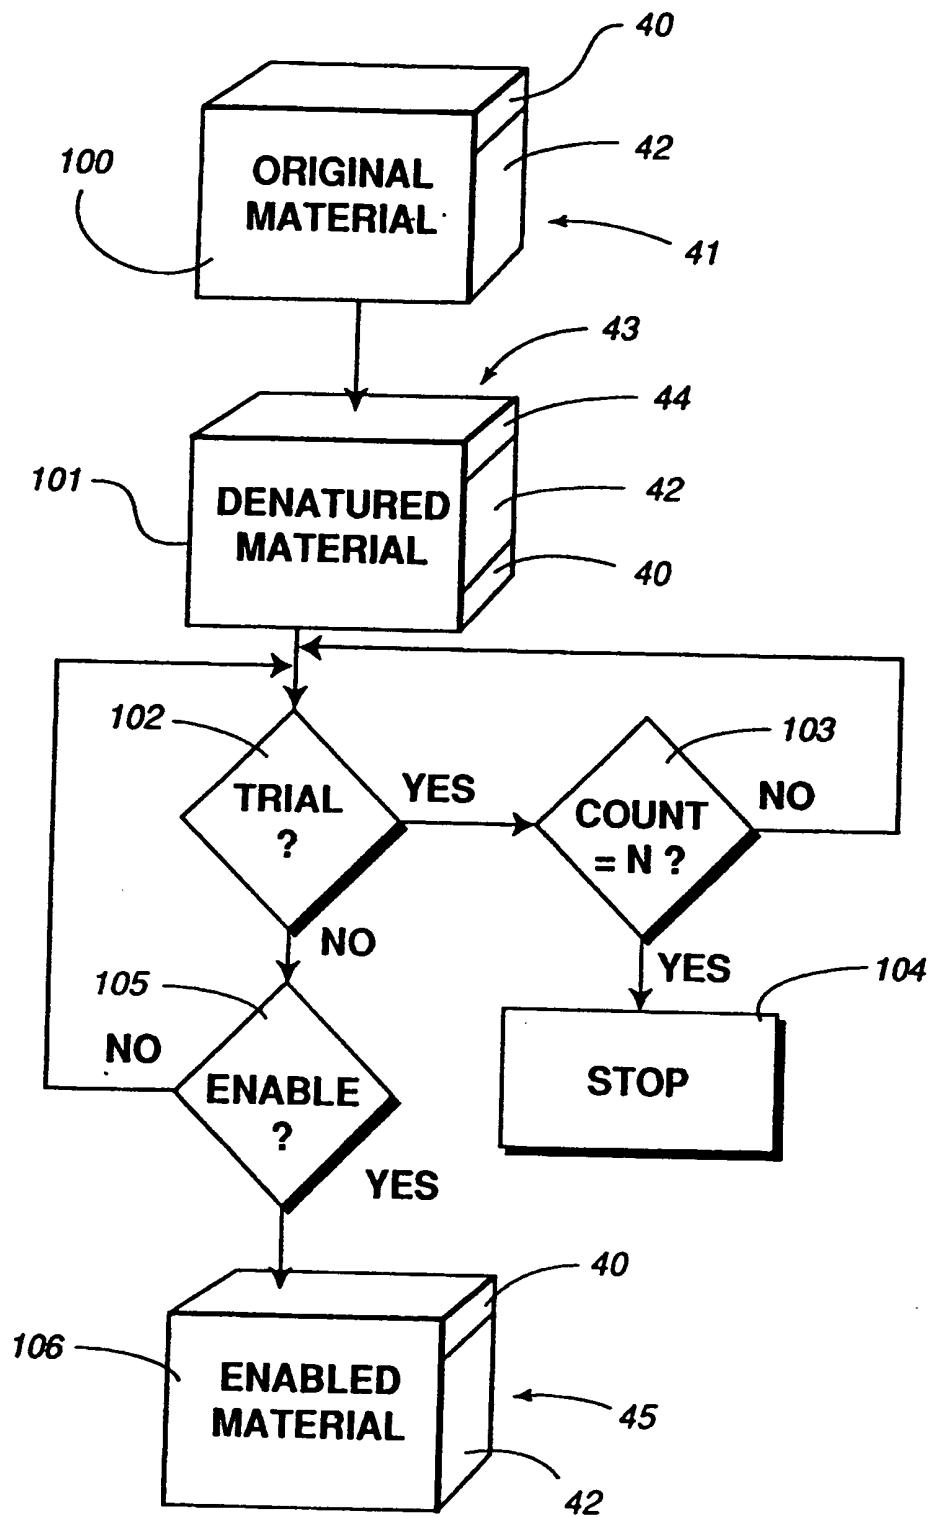 40
ORIGINAL
MATERIAL
42
100
41
43
44
DENATURED
MATERIAL
101
42
40
102
TRIAL
?
YES
103
COUNT
= N ?
NO
NO
YES
105
104
NO
ENABLE
?
STOP
YES
40
106
ENABLED
MATERIAL
45
42